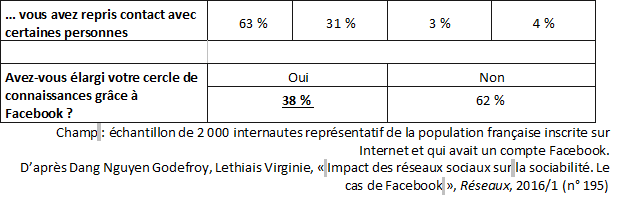 ... vous avez repris contact avec
certaines personnes
63 % 31 % 3 % 4 %
Avez-vous élargi votre cercle de
connaissances grâce à
Facebook ?
Oui Non
38 % 62 %
Champ : échantillon de 2 000 internautes représentatif de la population française inscrite sur
Internet et qui avait un compte Facebook.
D’après Dang Nguyen Godefroy, Lethiais Virginie, « Impact des réseaux sociaux sur la sociabilité. Le
cas de Facebook », Réseaux, 2016/1 (n° 195)